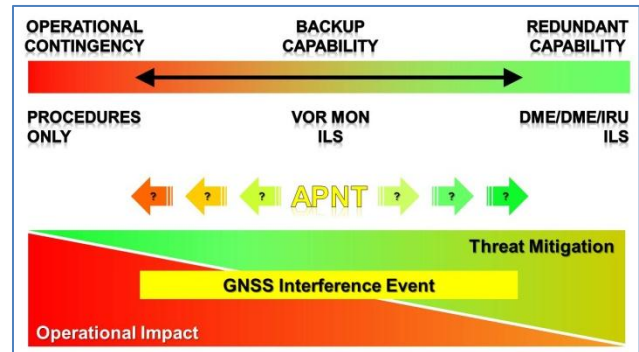 OPERATIONAL
CONTINGENCY
BACKUP
CAPABILITY
REDUNDANT
CAPABILITY
PROCEDURES
ONLY
VOR MON
ILS
DME/DME/IRU
ILS
? ? ? APNT ? ? ?
Threat Mitigation
GNSS Interference Event
Operational Impact